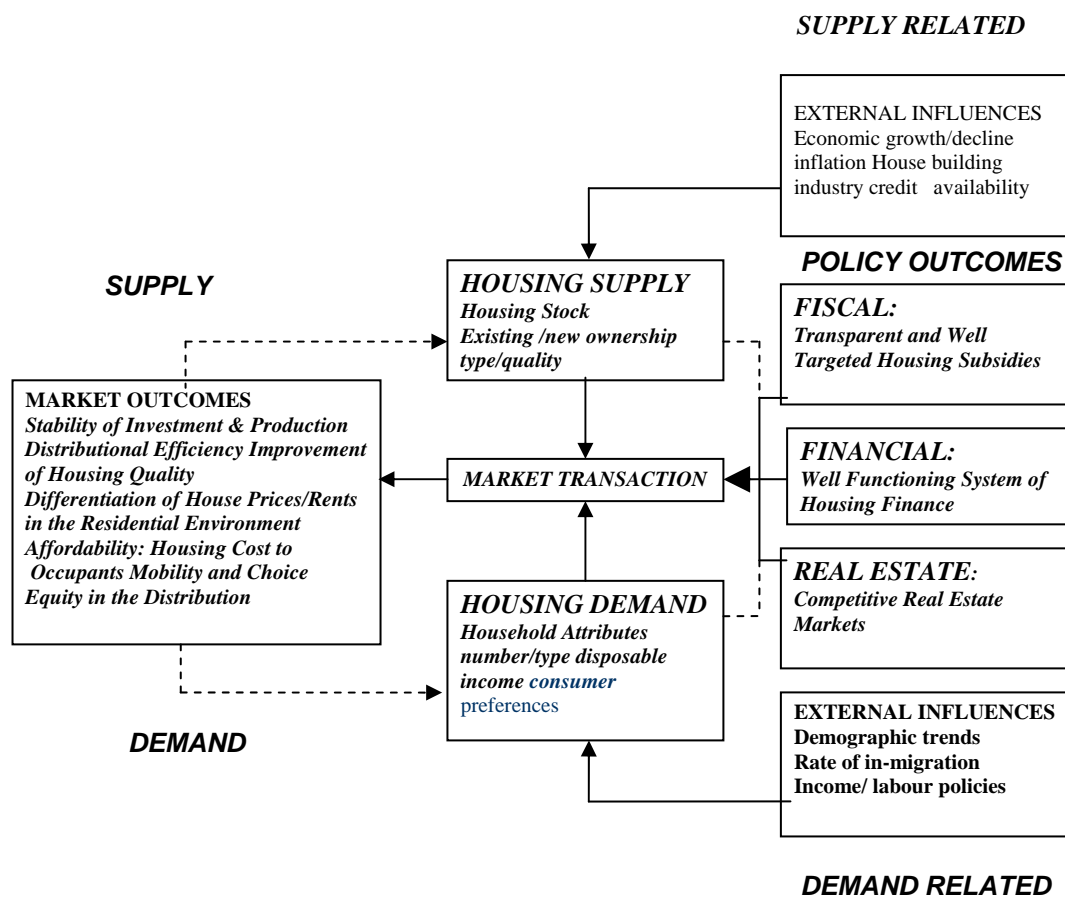 SUPPLY RELATED
EXTERNAL INFLUENCES
Economic growth/decline
inflation House building
industry credit availability
POLICY OUTCOMES
SUPPLY
HOUSING SUPPLY
Housing Stock
Existing /new ownership
type/quality
FISCAL:
Transparent and Well
Targeted Housing Subsidies
MARKET OUTCOMES
Stability of Investment & Production
Distributional Efficiency Improvement
of Housing Quality
Differentiation of House Prices/Rents
in the Residential Environment
Affordability: Housing Cost to
Occupants Mobility and Choice
Equity in the Distribution
MARKET TRANSACTION
FINANCIAL:
Well Functioning System of
Housing Finance
REAL ESTATE:
Competitive Real Estate
Markets
HOUSING DEMAND
Household Attributes
number/type disposable
income consumer
preferences
DEMAND
EXTERNAL INFLUENCES
Demographic trends
Rate of in-migration
Income/ labour policies
DEMAND RELATED